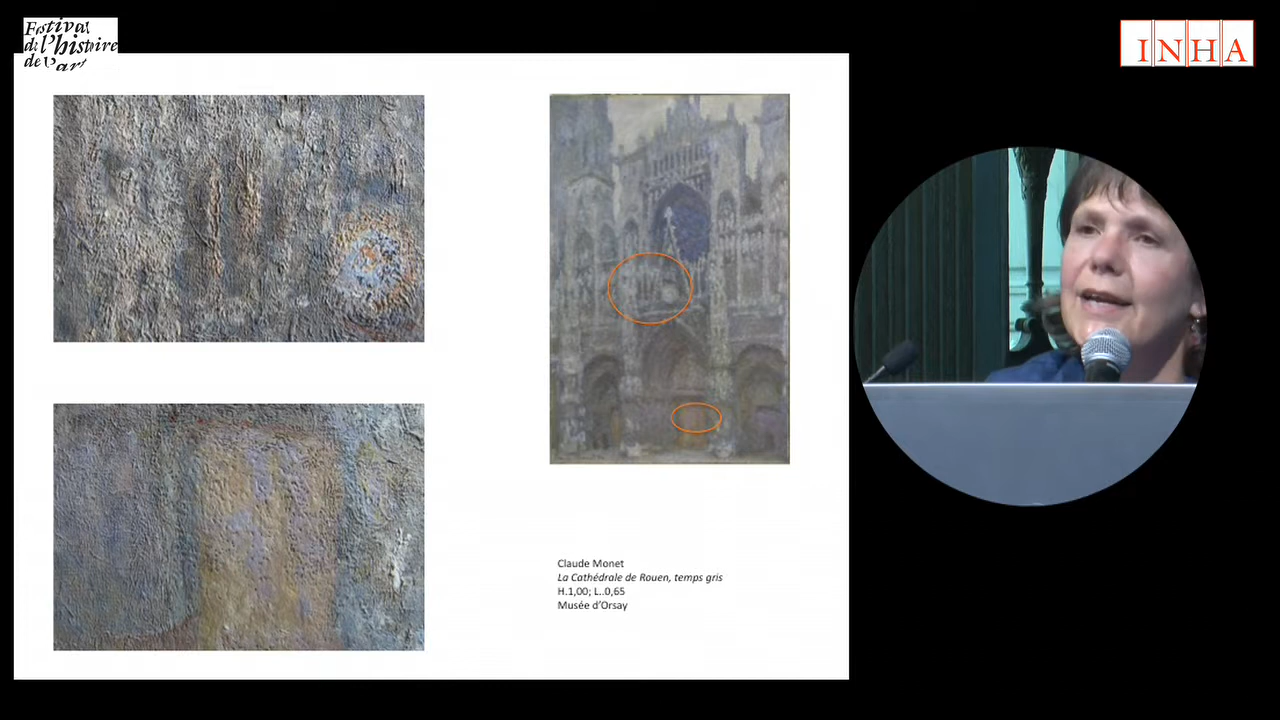 Festival
de l'histoire
de l'art
INHA
Claude Monet
La Cathédrale de Rouen, temps gris
H.1,00; L..0,65
Musée d'Orsay